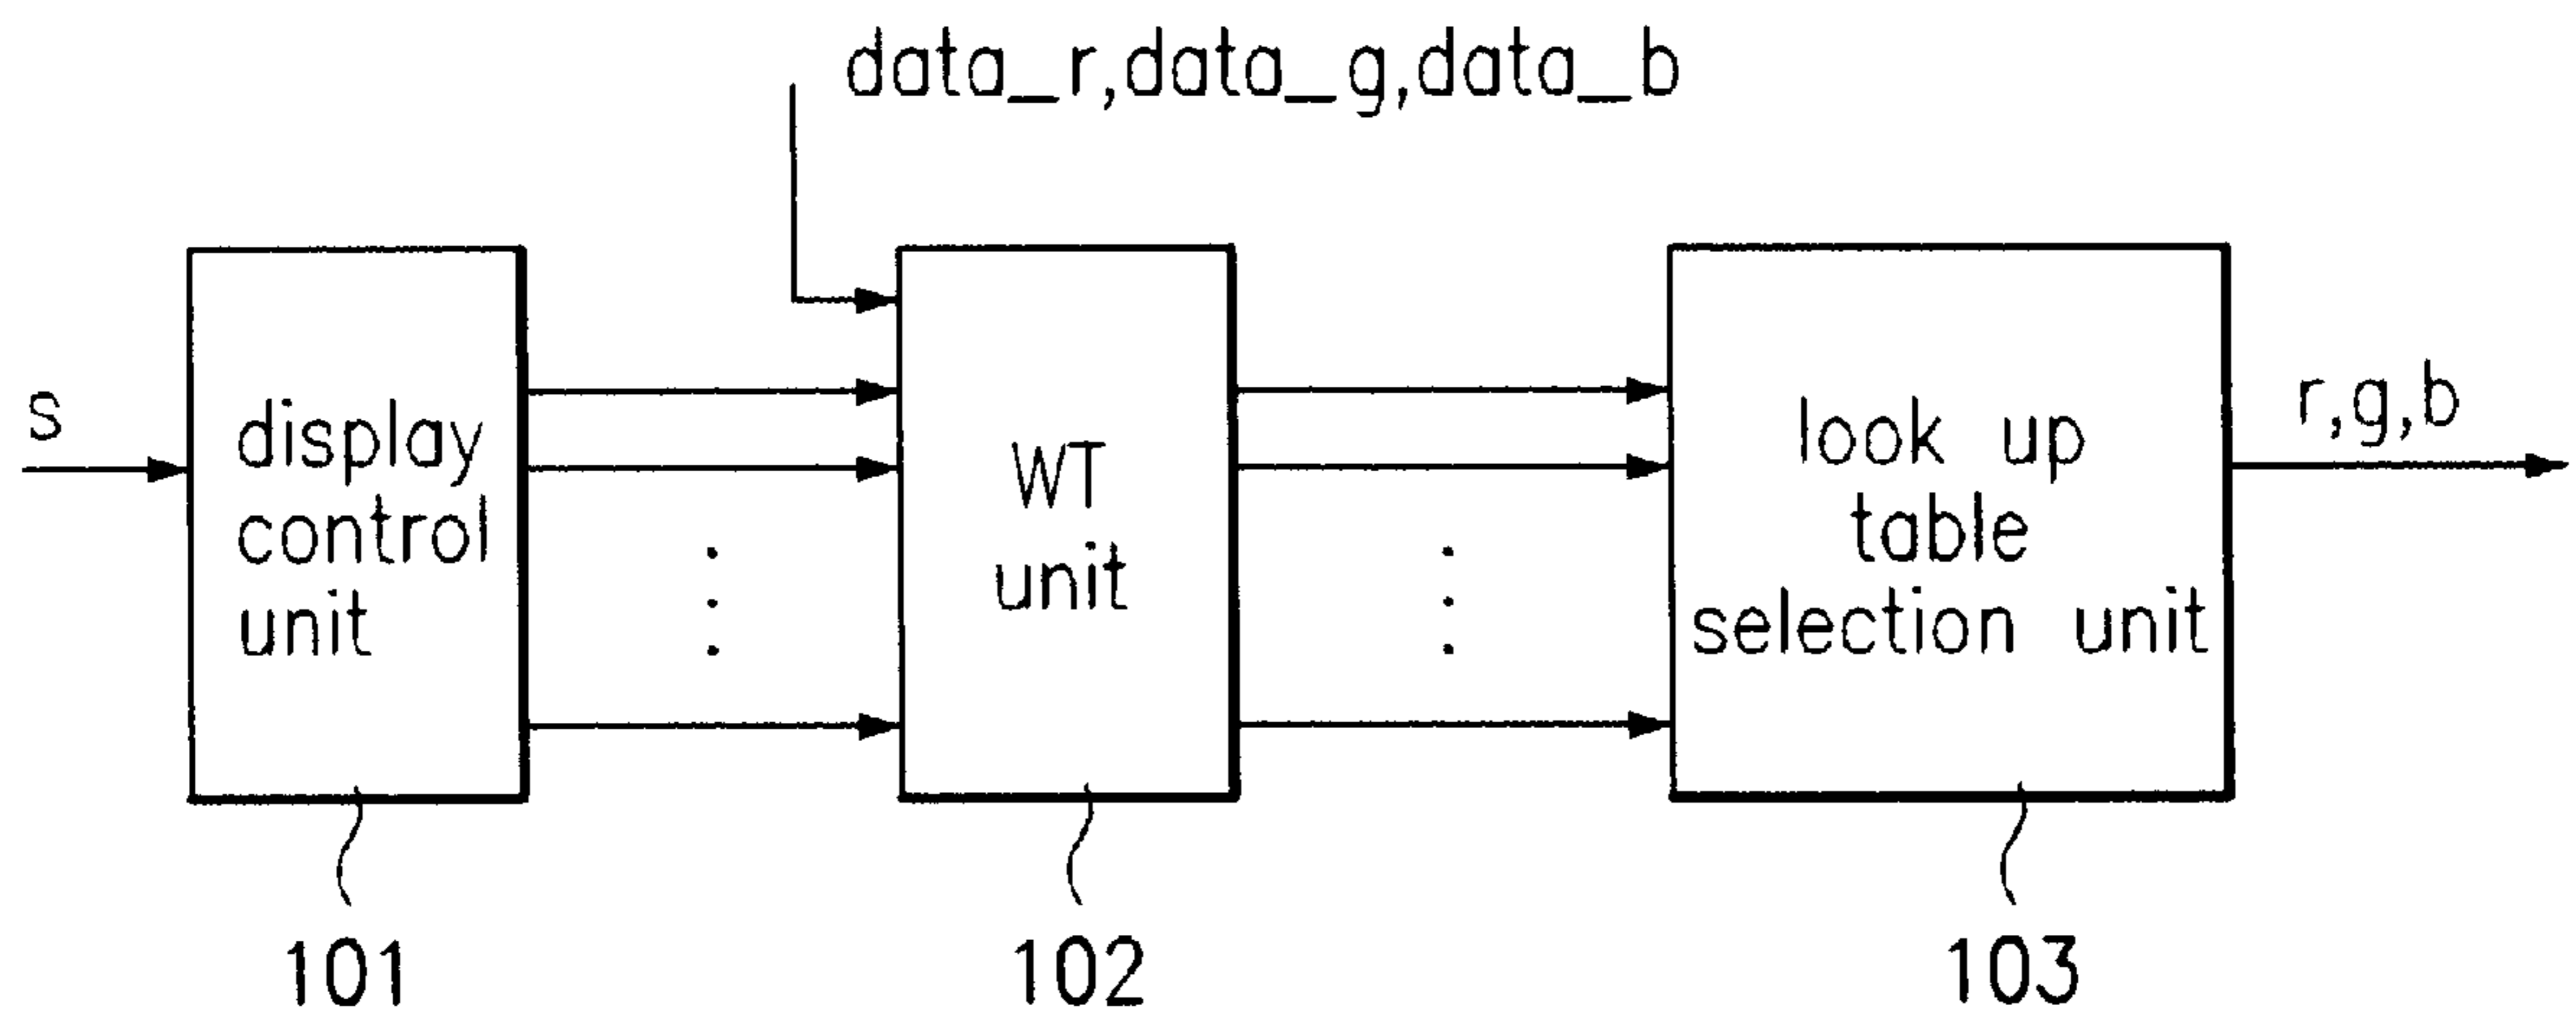 data_r,data_g,data_b
s
display
control
unit
WT
unit
look up
table
selection unit
r,g,b
101
102
103